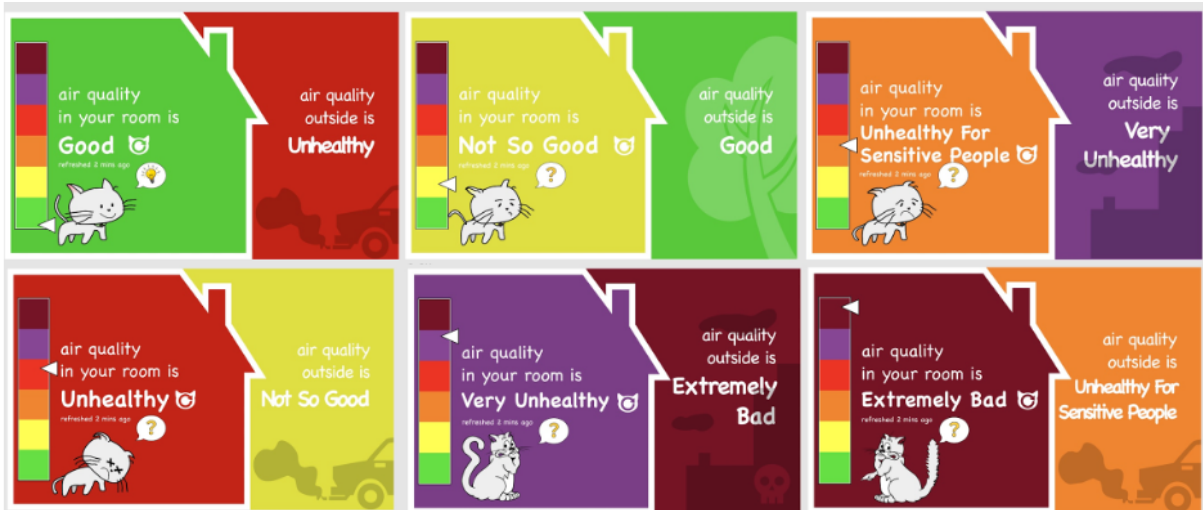 air quality
in your room is
Good
refreshed 2 mins ago
air quality
outside is
Unhealthy
air quality
in your room is
Not So Good
refreshed 2 mins ago
?
air quality
outside is
Good
air quality
in your room is
Unhealthy For
Sensitive People
refreshed 2 mins ago
?
air quality
outside is
Very
Unhealthy
air quality
in your room is
Unhealthy
refreshed 2 mins ago
?
air quality
outside is
Not So Good
air quality
in your room is
Very Unhealthy
refreshed 2 mins ago
?
air quality
outside is
Extremely
Bad
air quality
in your room is
Extremely Bad
refreshed 2 mins ago
?
air quality
outside is
Unhealthy For
Sensitive People